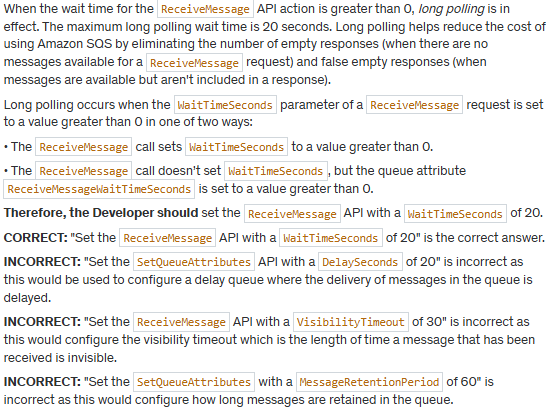 When the wait time for the ReceiveMessage API action is greater than 0, long polling is in
effect. The maximum long polling wait time is 20 seconds. Long polling helps reduce the cost of
using Amazon SQS by eliminating the number of empty responses (when there are no
messages available for a ReceiveMessage request) and false empty responses (when
messages are available but aren't included in a response).
Long polling occurs when the WaitTimeSeconds parameter of a ReceiveMessage request is set
to a value greater than 0 in one of two ways:
• The ReceiveMessage call sets WaitTimeSeconds to a value greater than 0.
• The ReceiveMessage call doesn't set WaitTimeSeconds, but the queue attribute
ReceiveMessageWaitTimeSeconds is set to a value greater than 0.
Therefore, the Developer should set the ReceiveMessage API with a WaitTimeSeconds of 20.
CORRECT: "Set the ReceiveMessage API with a WaitTimeSeconds of 20" is the correct answer.
INCORRECT: "Set the SetQueueAttributes API with a DelaySeconds of 20" is incorrect as
this would be used to configure a delay queue where the delivery of messages in the queue is
delayed.
INCORRECT: "Set the ReceiveMessage API with a VisibilityTimeout of 30" is incorrect as
this would configure the visibility timeout which is the length of time a message that has been
received is invisible.
INCORRECT: "Set the SetQueueAttributes with a MessageRetentionPeriod of 60" is
incorrect as this would configure how long messages are retained in the queue.